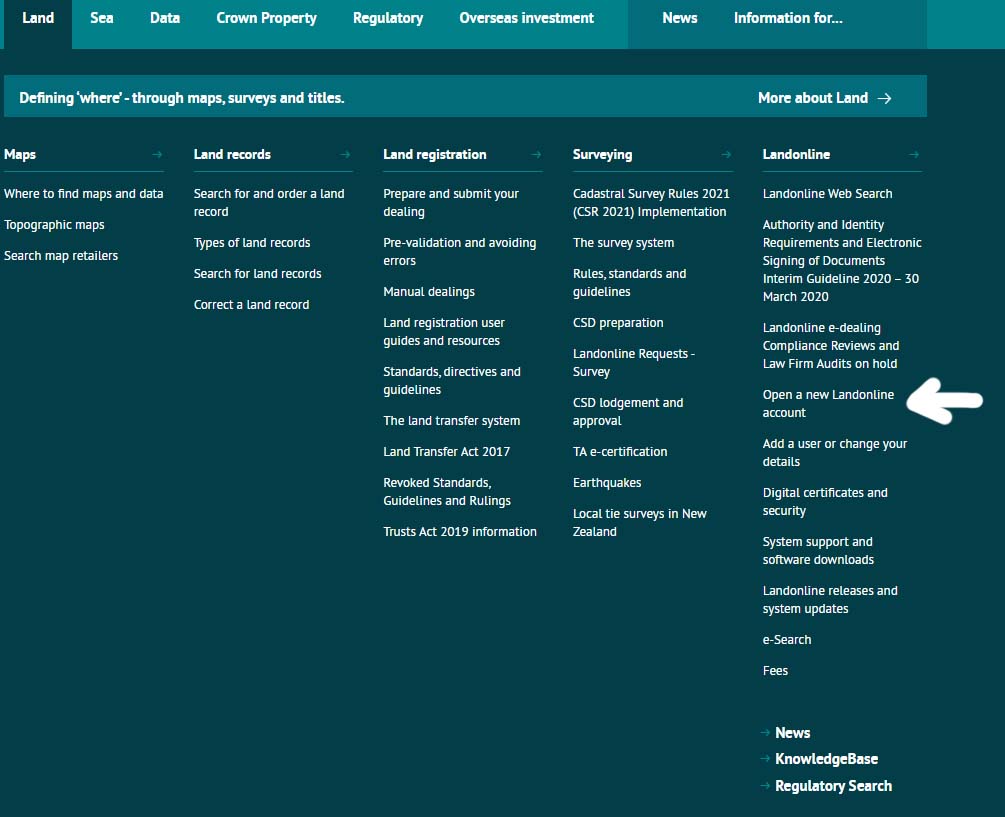 Land Sea Data Crown Property Regulatory Overseas investment News Information for...
Defining ‘where’ - through maps, surveys and titles. More about Land →
Maps →
Where to find maps and data
Topographic maps
Search map retailers
Land records →
Search for and order a land
record
Types of land records
Search for land records
Correct a land record
Land registration →
Prepare and submit your
dealing
Pre-validation and avoiding
errors
Manual dealings
Land registration user
guides and resources
Standards, directives and
guidelines
The land transfer system
Land Transfer Act 2017
Revoked Standards,
Guidelines and Rulings
Trusts Act 2019 information
Surveying →
Cadastral Survey Rules 2021
(CSR 2021) Implementation
The survey system
Rules, standards and
guidelines
CSD preparation
Landonline Requests -
Survey
CSD lodgement and
approval
TA e-certification
Earthquakes
Local tie surveys in New
Zealand
Landonline →
Landonline Web Search
Authority and Identity
Requirements and Electronic
Signing of Documents
Interim Guideline 2020 – 30
March 2020
Landonline e-dealing
Compliance Reviews and
Law Firm Audits on hold
Open a new Landonline
account
Add a user or change your
details
Digital certificates and
security
System support and
software downloads
Landonline releases and
system updates
e-Search
Fees
→ News
→ KnowledgeBase
→ Regulatory Search